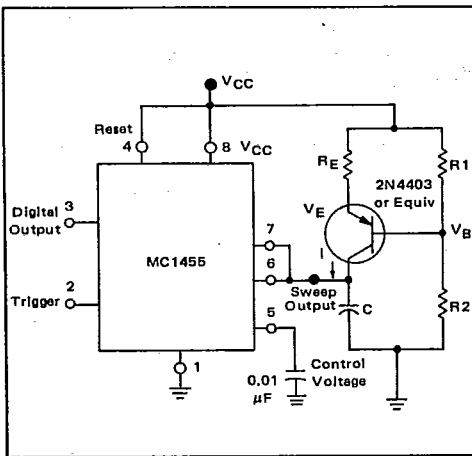 VCC
Reset
4
8
VCC
RE
R1
2N4403
or Equiv
3
Digital
Output
VE
VB
7
MC1455
6
I
Trigger
2
Sweep
Output
C
R2
5
1
Control
Voltage
0.01
µF